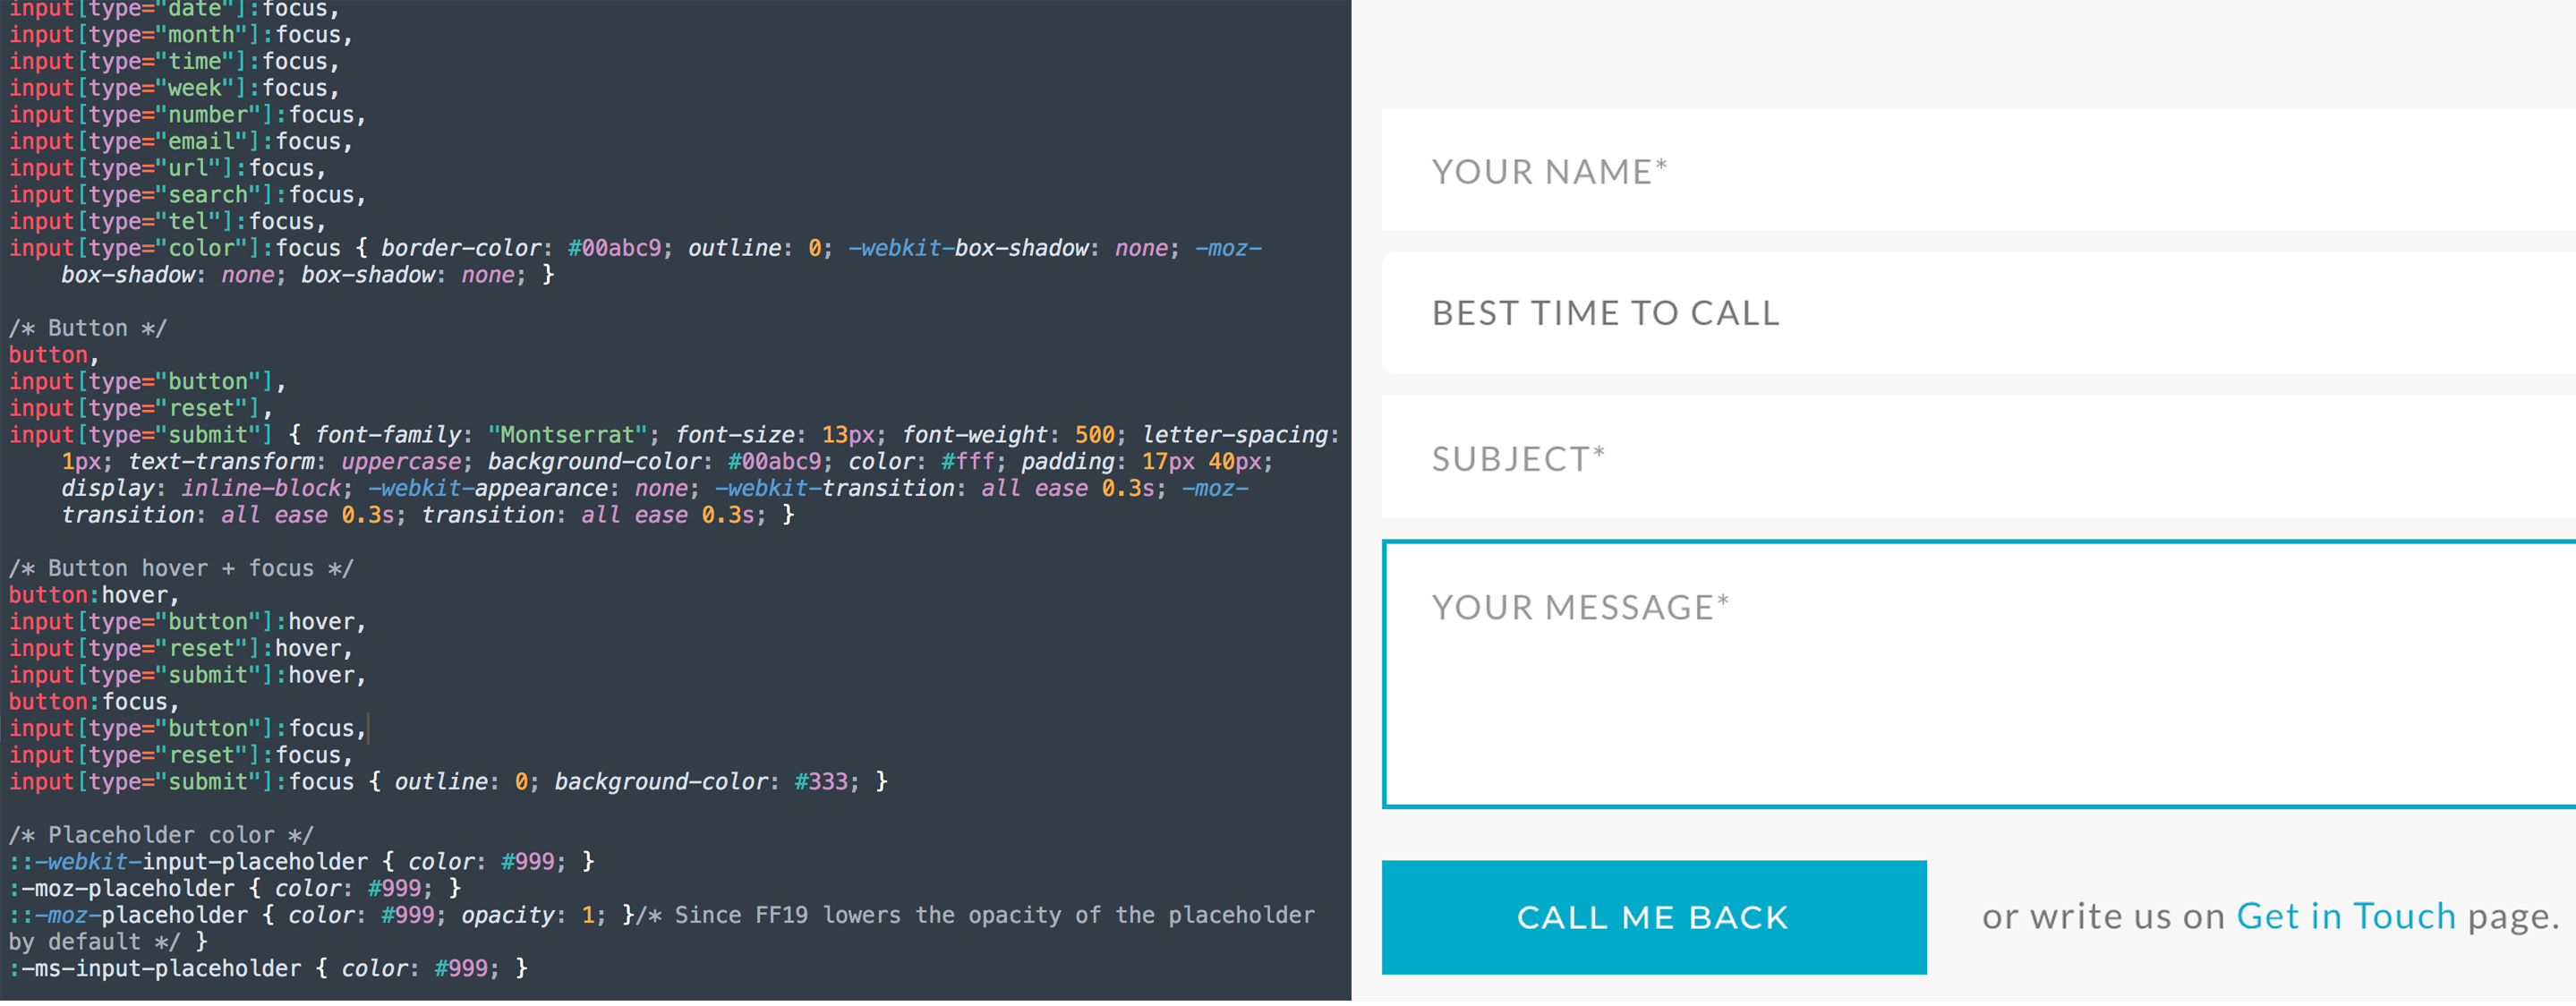 input[type="date"]:focus,
input[type="month"]:focus,
input[type="time"]:focus,
input[type="week"]:focus,
input[type="number"]:focus,
input[type="email"]:focus,
input[type="url"]:focus,
input[type="search"]:focus,
input[type="tel"]:focus,
input[type="color"]:focus { border-color: #00abc9; outline: 0; -webkit-box-shadow: none; -moz-
box-shadow: none; box-shadow: none; }
/* Button */
button,
input[type="button"],
input[type="reset"],
input[type="submit"] { font-family: "Montserrat"; font-size: 13px; font-weight: 500; letter-spacing:
1px; text-transform: uppercase; background-color: #00abc9; color: #fff; padding: 17px 40px;
display: inline-block; -webkit-appearance: none; -webkit-transition: all ease 0.3s; -moz-
transition: all ease 0.3s; transition: all ease 0.3s; }
/* Button hover + focus */
button:hover,
input[type="button"]:hover,
input[type="reset"]:hover,
input[type="submit"]:hover,
button:focus,
input[type="button"]:focus,
input[type="reset"]:focus,
input[type="submit"]:focus { outline: 0; background-color: #333; }
/* Placeholder color */
::-webkit-input-placeholder { color: #999; }
:-moz-placeholder { color: #999; }
::-moz-placeholder { color: #999; opacity: 1; }/* Since FF19 lowers the opacity of the placeholder
by default */ }
:-ms-input-placeholder { color: #999; }
YOUR NAME*
BEST TIME TO CALL
SUBJECT*
YOUR MESSAGE*
CALL ME BACK
or write us on Get in Touch page.